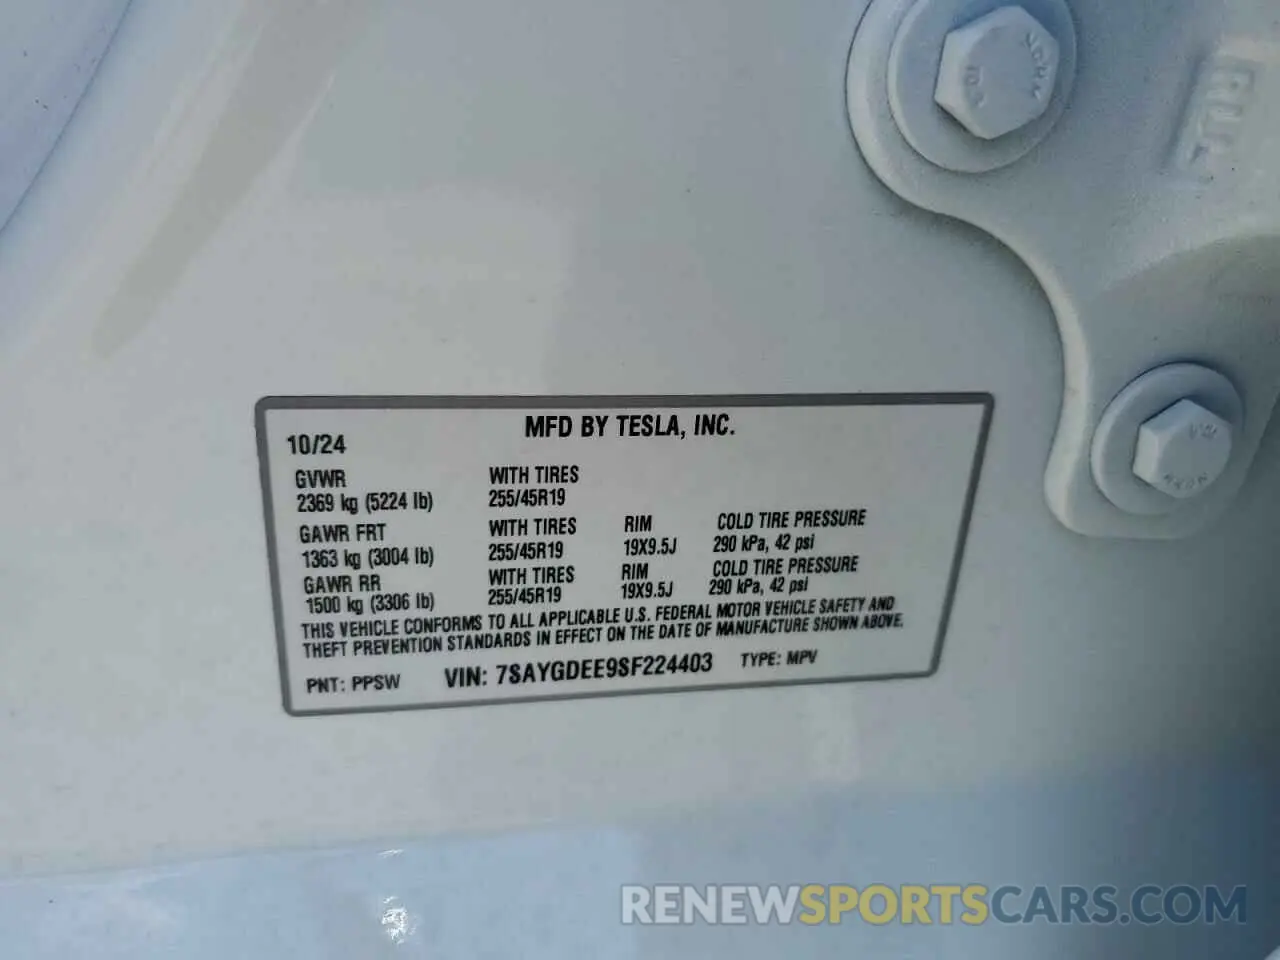 MFD BY TESLA, INC.
10/24
GVWR WITH TIRES
2369 kg (5224 lb) 255/45R19
GAWR FRT WITH TIRES RIM COLD TIRE PRESSURE
1363 kg (3004 lb) 255/45R19 19X9.5J 290 kPa, 42 psi
GAWR RR WITH TIRES RIM COLD TIRE PRESSURE
1500 kg (3306 lb) 255/45R19 19X9.5J 290 kPa, 42 psi
THIS VEHICLE CONFORMS TO ALL APPLICABLE U.S. FEDERAL MOTOR VEHICLE SAFETY AND
THEFT PREVENTION STANDARDS IN EFFECT ON THE DATE OF MANUFACTURE SHOWN ABOVE.
PNT: PPSW VIN: 7SAYGDEE9SF224403 TYPE: MPV
RENEWSPORTSCARS.COM